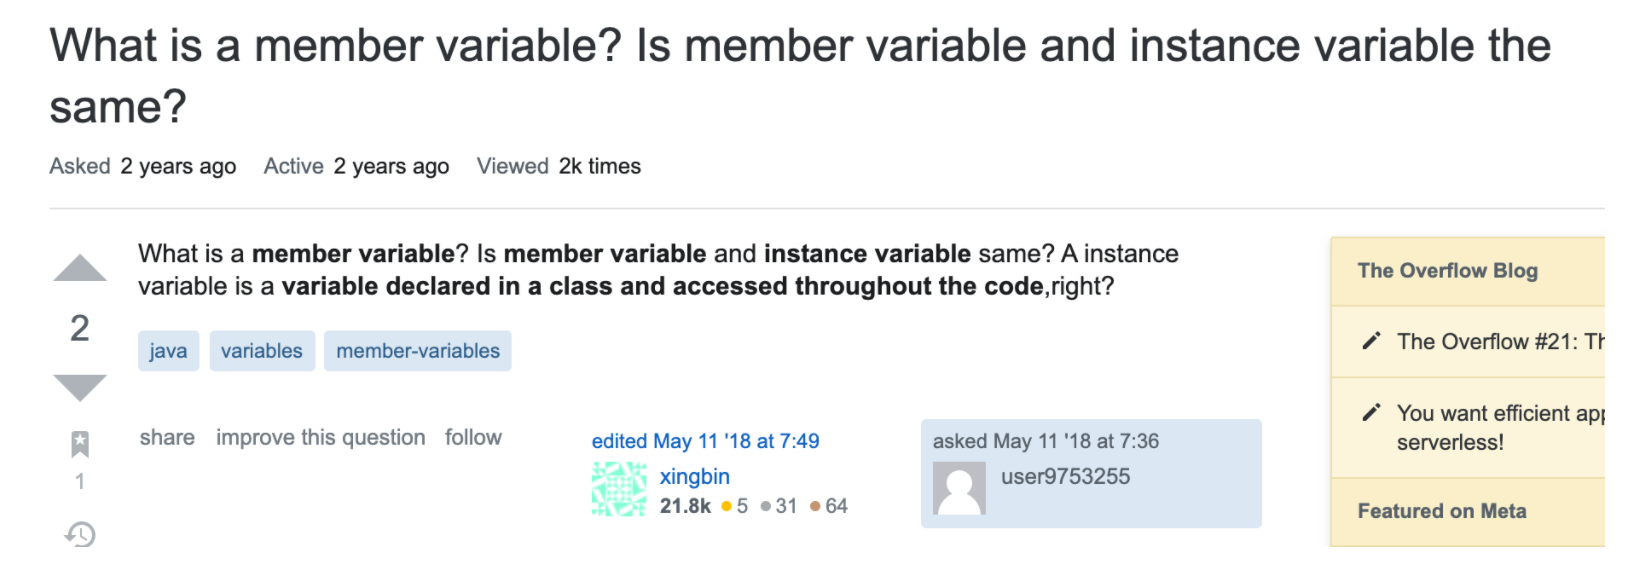 What is a member variable? Is member variable and instance variable the
same?
Asked 2 years ago Active 2 years ago Viewed 2k times
What is a member variable? Is member variable and instance variable same? A instance
variable is a variable declared in a class and accessed throughout the code,right?
2
java variables member-variables
share improve this question follow
edited May 11 '18 at 7:49
xingbin
21.8k 5 31 64
asked May 11 '18 at 7:36
user9753255
1
The Overflow Blog
The Overflow #21:
You want efficient
serverless!
Featured on Meta